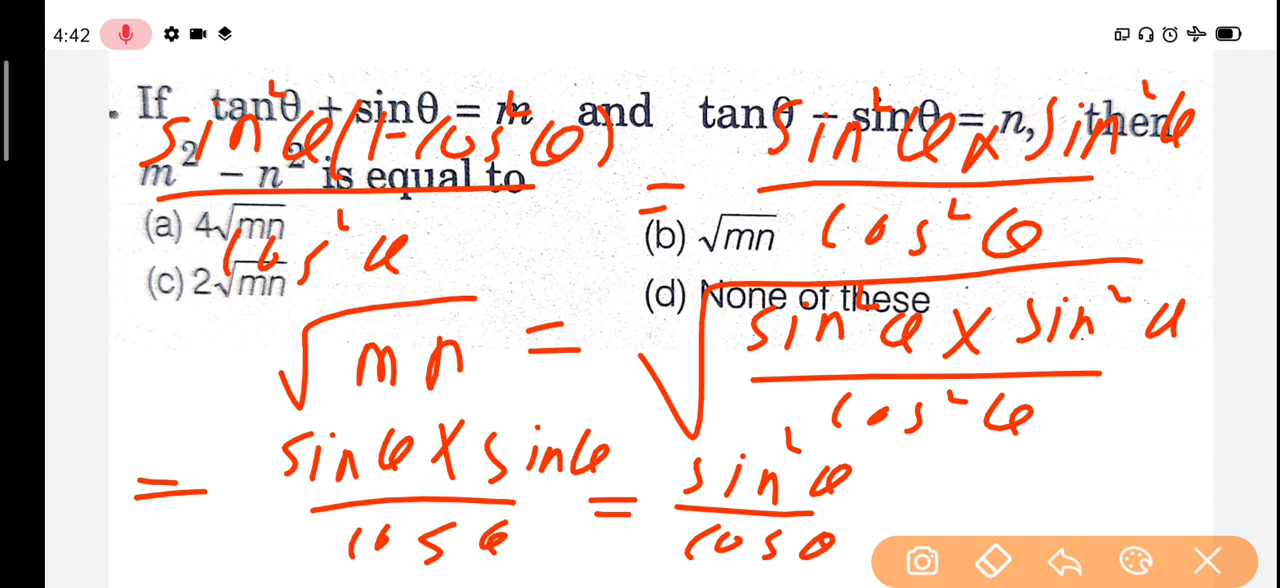 4:42
. If tanθ + sinθ = m and tanθ – sinθ = n, then
m² – n² is equal to
(a) 4√mn
(b) √mn
(c) 2√mn
(d) None of these
sin²θ(1-cos²θ) / cos²θ = sin²θ × sin²θ / cos²θ
√mn = √(sin²θ × sin²θ / cos²θ)
= sinθ × sinθ / cosθ = sin²θ / cosθ